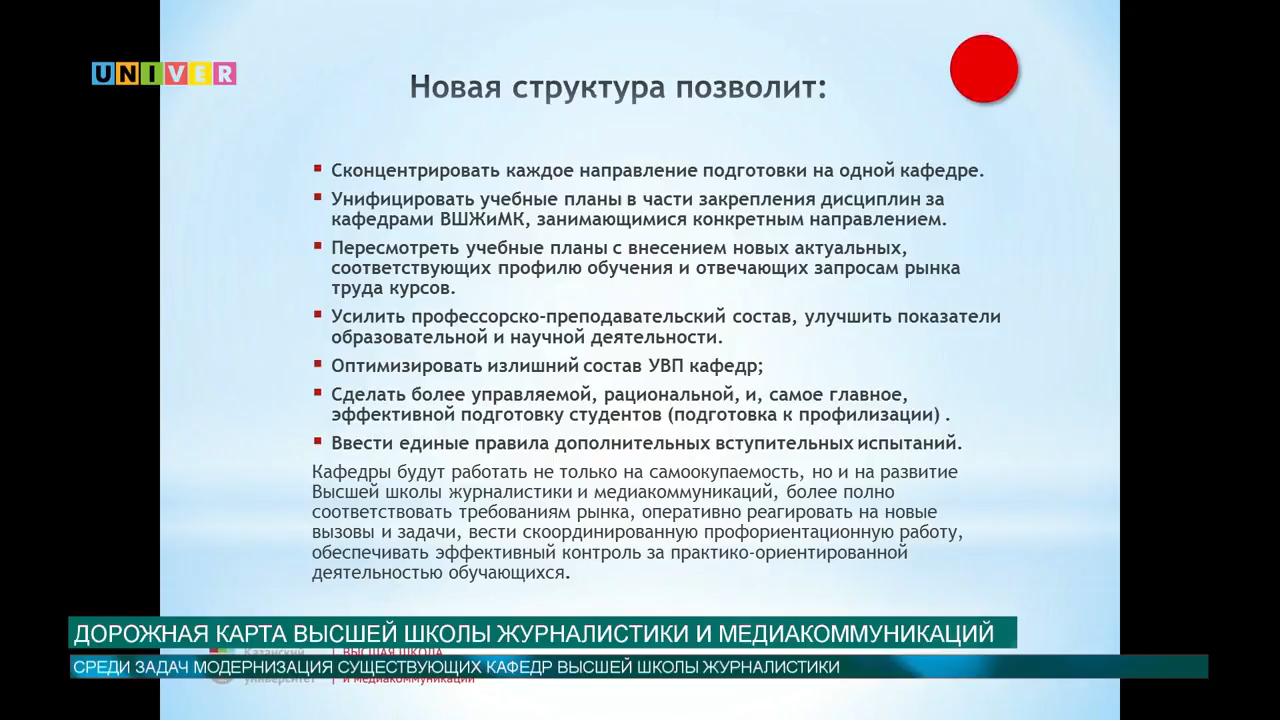 UNIVER
Новая структура позволит:
Сконцентрировать каждое направление подготовки на одной кафедре.
Унифицировать учебные планы в части закрепления дисциплин за
кафедрами ВШЖиМК, занимающимися конкретным направлением.
Пересмотреть учебные планы с внесением новых актуальных,
соответствующих профилю обучения и отвечающих запросам рынка
труда курсов.
Усилить профессорско-преподавательский состав, улучшить показатели
образовательной и научной деятельности.
Оптимизировать излишний состав УВП кафедр;
Сделать более управляемой, рациональной, и, самое главное,
эффективной подготовку студентов (подготовка к профилизации) .
Ввести единые правила дополнительных вступительных испытаний.
Кафедры будут работать не только на самоокупаемость, но и на развитие
Высшей школы журналистики и медиакоммуникаций, более полно
соответствовать требованиям рынка, оперативно реагировать на новые
вызовы и задачи, вести скоординированную профориентационную работу,
обеспечивать эффективный контроль за практико-ориентированной
деятельностью обучающихся.
ДОРОЖНАЯ КАРТА ВЫСШЕЙ ШКОЛЫ ЖУРНАЛИСТИКИ И МЕДИАКОММУНИКАЦИЙ
СРЕДИ ЗАДАЧ МОДЕРНИЗАЦИЯ СУЩЕСТВУЮЩИХ КАФЕДР ВЫСШЕЙ ШКОЛЫ ЖУРНАЛИСТИКИ